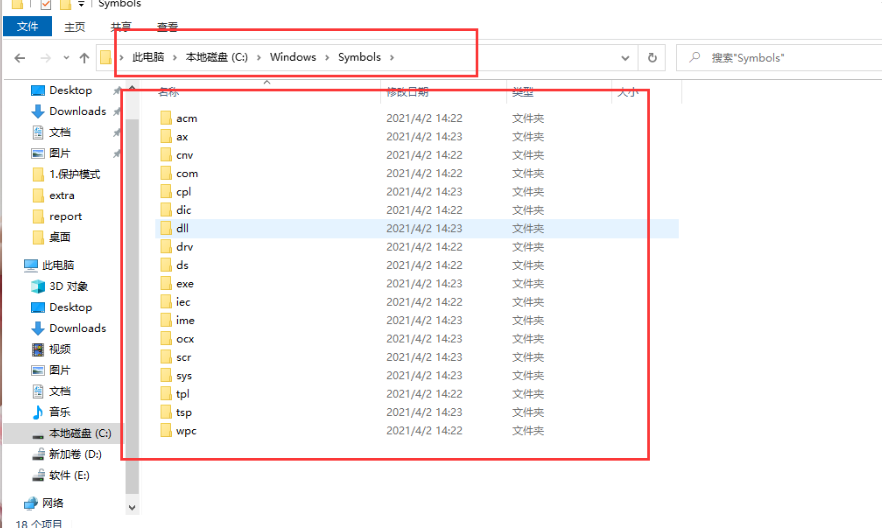 Symbols
文件 主页 共享 查看
此电脑 本地磁盘 (C:) Windows Symbols 搜索"Symbols"
名称 修改日期 类型 大小
Desktop
Downloads
文档
图片
1.保护模式
extra
report
桌面
此电脑
3D 对象
Desktop
Downloads
视频
图片
文档
音乐
本地磁盘 (C:)
新加卷 (D:)
软件 (E:)
网络
acm 2021/4/2 14:22 文件夹
ax 2021/4/2 14:23 文件夹
cnv 2021/4/2 14:22 文件夹
com 2021/4/2 14:22 文件夹
cpl 2021/4/2 14:23 文件夹
dic 2021/4/2 14:22 文件夹
dll 2021/4/2 14:23 文件夹
drv 2021/4/2 14:22 文件夹
ds 2021/4/2 14:22 文件夹
exe 2021/4/2 14:23 文件夹
iec 2021/4/2 14:22 文件夹
ime 2021/4/2 14:23 文件夹
ocx 2021/4/2 14:23 文件夹
scr 2021/4/2 14:23 文件夹
sys 2021/4/2 14:23 文件夹
tpl 2021/4/2 14:22 文件夹
tsp 2021/4/2 14:23 文件夹
wpc 2021/4/2 14:22 文件夹
18 个项目